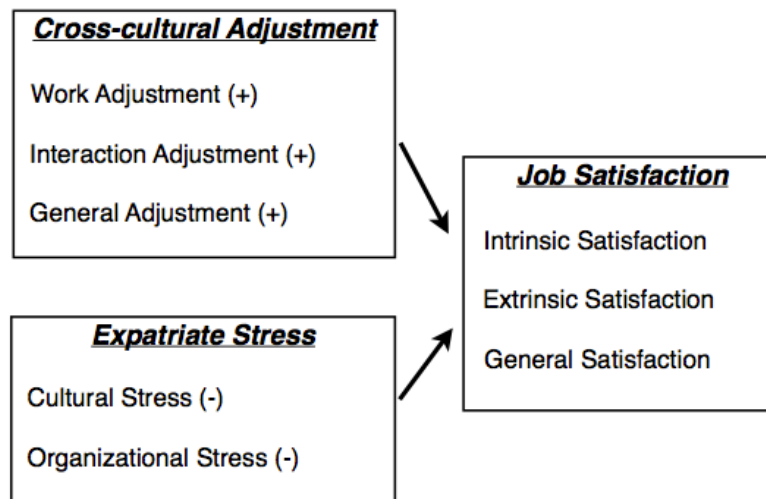 Cross-cultural Adjustment
Work Adjustment (+)
Interaction Adjustment (+)
General Adjustment (+)
Expatriate Stress
Cultural Stress (-)
Organizational Stress (-)
Job Satisfaction
Intrinsic Satisfaction
Extrinsic Satisfaction
General Satisfaction